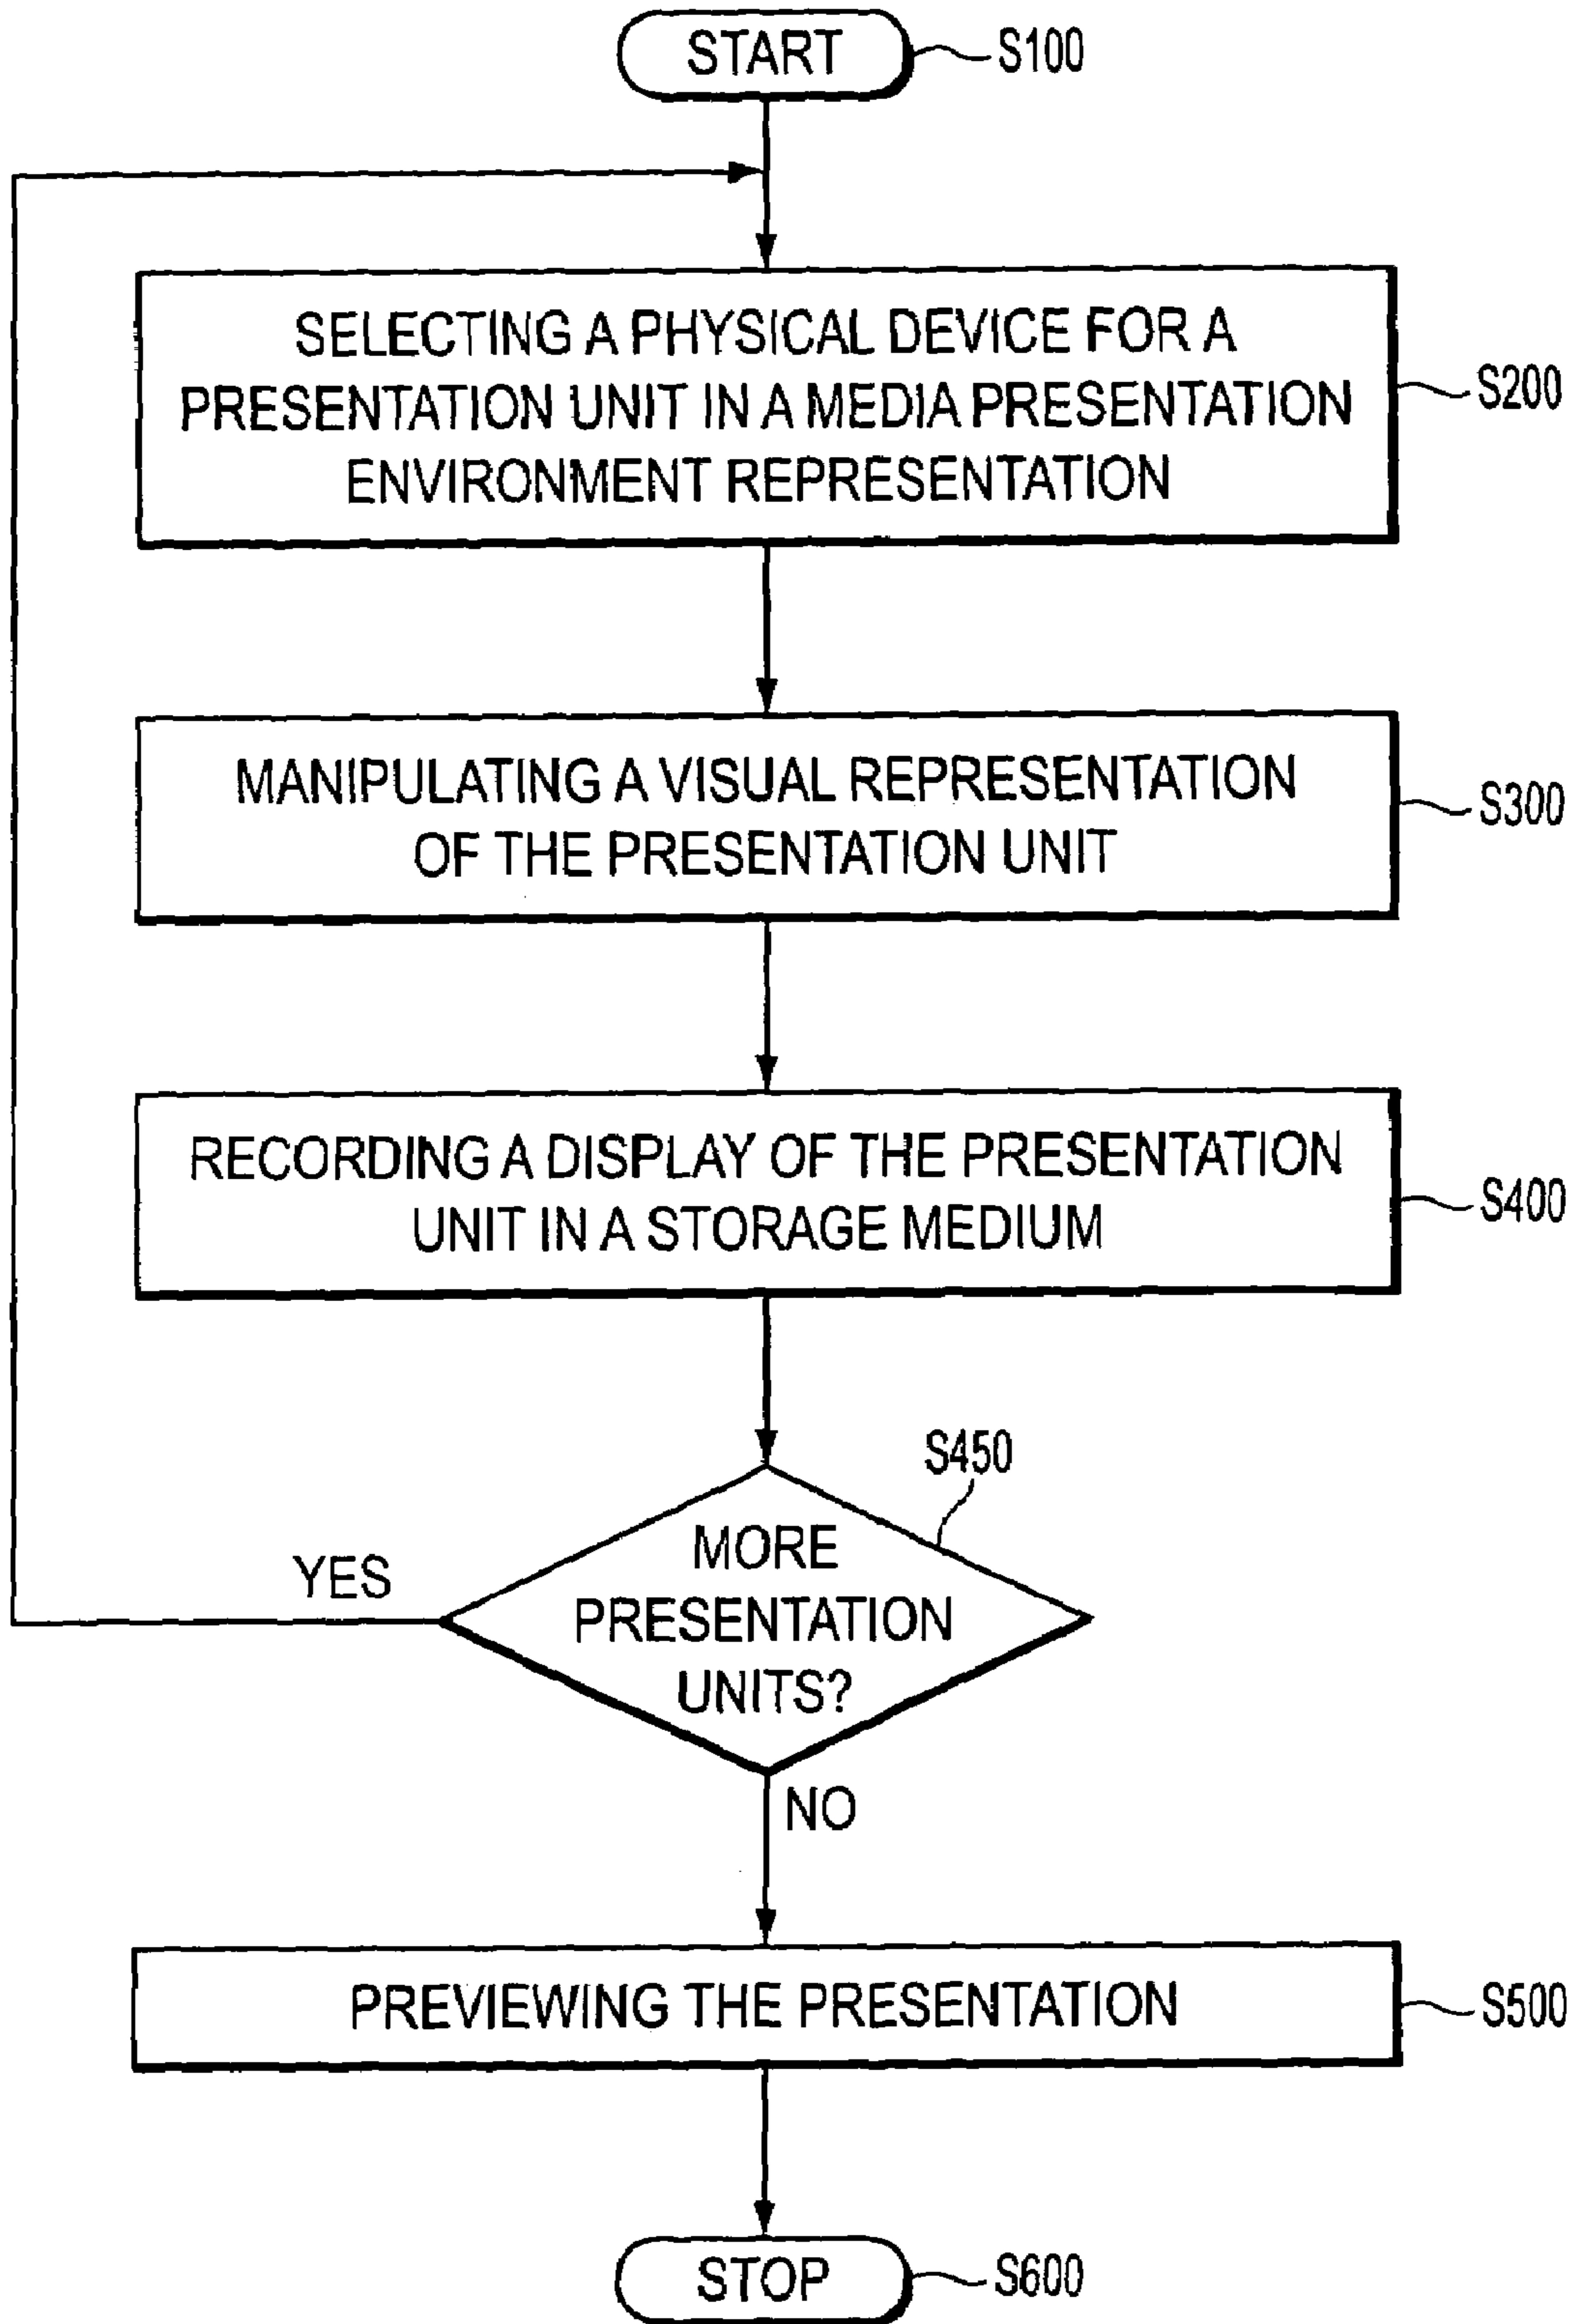 START
S100
SELECTING A PHYSICAL DEVICE FOR A
PRESENTATION UNIT IN A MEDIA PRESENTATION
ENVIRONMENT REPRESENTATION
S200
MANIPULATING A VISUAL REPRESENTATION
OF THE PRESENTATION UNIT
S300
RECORDING A DISPLAY OF THE PRESENTATION
UNIT IN A STORAGE MEDIUM
S400
S450
MORE
PRESENTATION
UNITS?
YES
NO
PREVIEWING THE PRESENTATION
S500
STOP
S600